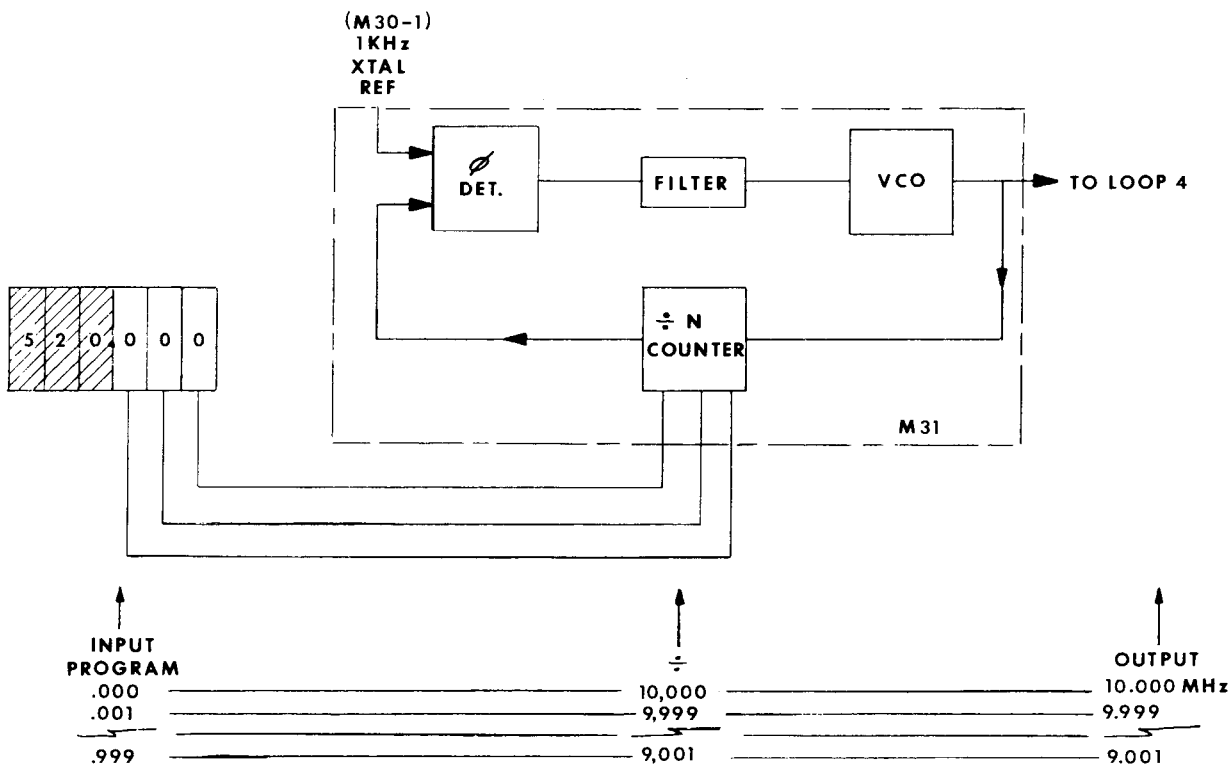 (M30-1)
1KHz
XTAL
REF
Ø
DET.
FILTER
VCO
TO LOOP 4
5 2 0.0 0 0
÷ N
COUNTER
M31
INPUT
PROGRAM
÷
OUTPUT
.000 10,000 10.000 MHz
.001 9,999 9.999
.999 9,001 9.001